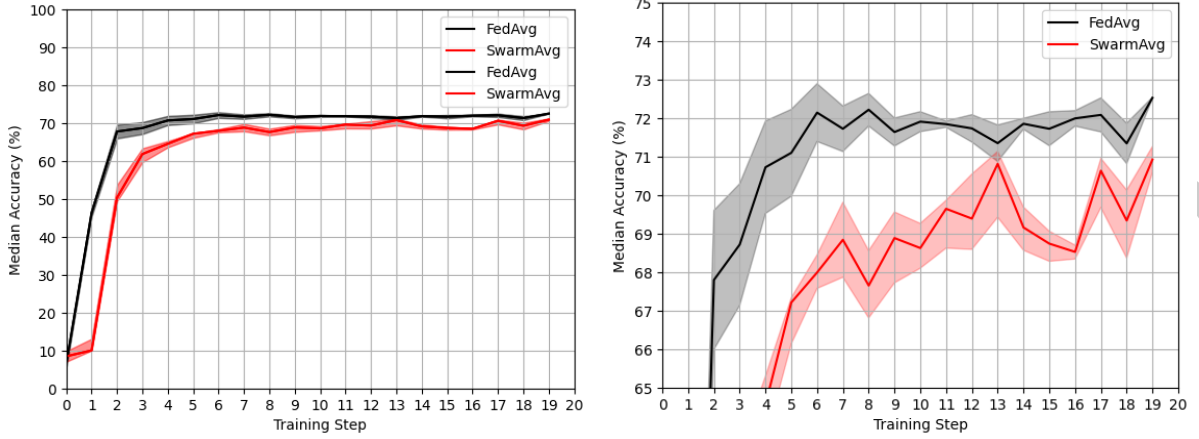 100
90
80
70
60
50
40
30
20
10
0
Median Accuracy (%)
0 1 2 3 4 5 6 7 8 9 10 11 12 13 14 15 16 17 18 19 20
Training Step
FedAvg
SwarmAvg
FedAvg
SwarmAvg
75
74
73
72
71
70
69
68
67
66
65
Median Accuracy (%)
0 1 2 3 4 5 6 7 8 9 10 11 12 13 14 15 16 17 18 19 20
Training Step
FedAvg
SwarmAvg